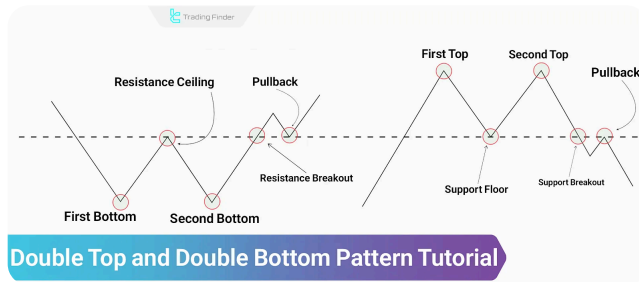 Trading Finder
First Top
Second Top
Pullback
Resistance Ceiling
Pullback
Resistance Breakout
Support Floor
Support Breakout
First Bottom
Second Bottom
Double Top and Double Bottom Pattern Tutorial